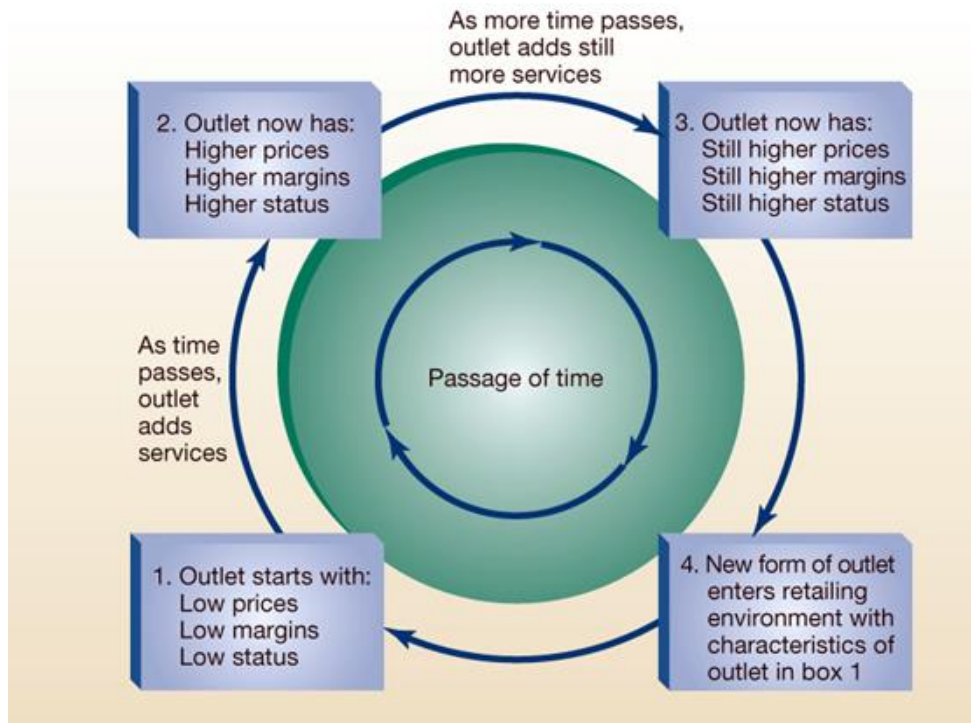 As more time passes,
outlet adds still
more services
2. Outlet now has:
Higher prices
Higher margins
Higher status
3. Outlet now has:
Still higher prices
Still higher margins
Still higher status
As time
passes,
outlet
adds
services
Passage of time
1. Outlet starts with:
Low prices
Low margins
Low status
4. New form of outlet
enters retailing
environment with
characteristics of
outlet in box 1